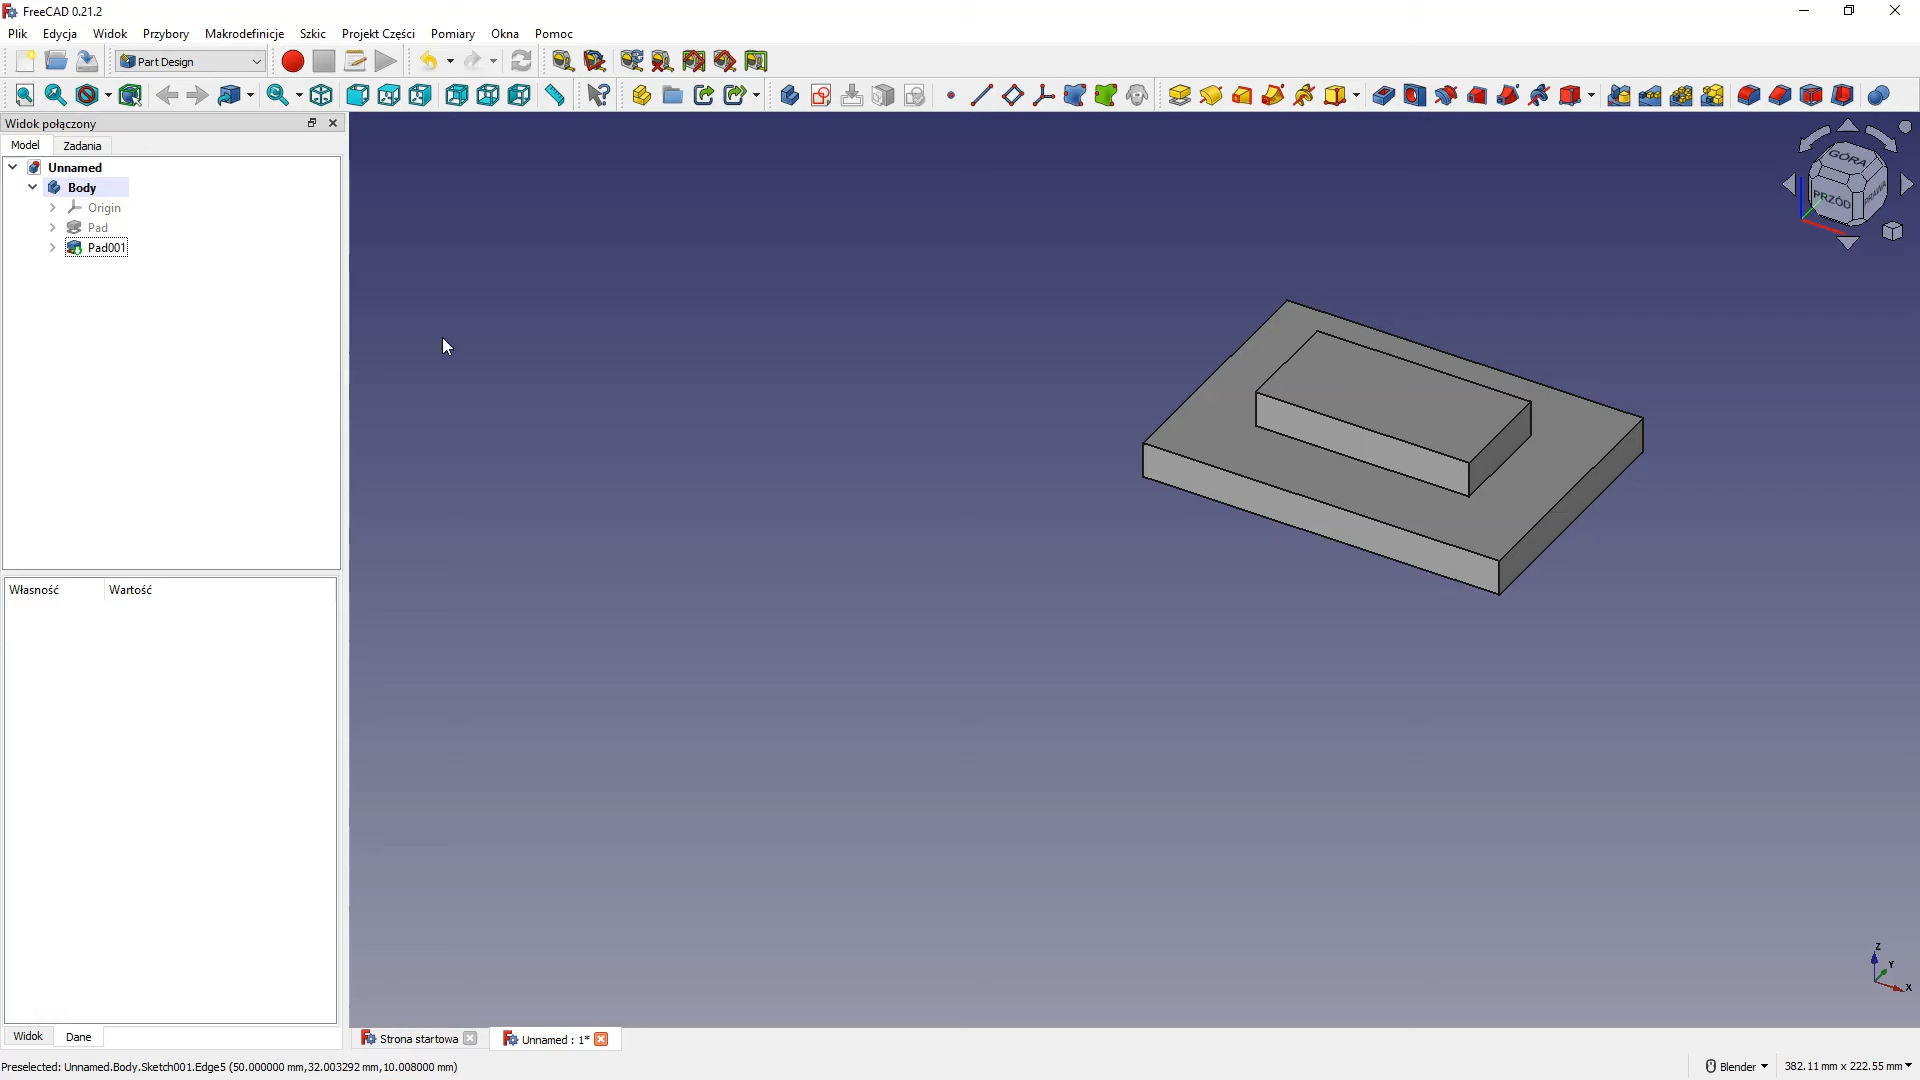 FreeCAD 0.21.2
Plik Edycja Widok Przybory Makrodefinicje Szkic Projekt Części Pomiary Okna Pomoc
Part Design
Widok połączony
Model Zadania
Unnamed
Body
Origin
Pad
Pad001
GÓRA
PRZÓD
PRAWA
Własność Wartość
Z
Y
X
Widok Dane
Strona startowa
Unnamed : 1*
Preselected: Unnamed.Body.Sketch001.Edge5 (50.000000 mm,32.003292 mm,10.008000 mm)
Blender
382.11 mm x 222.55 mm